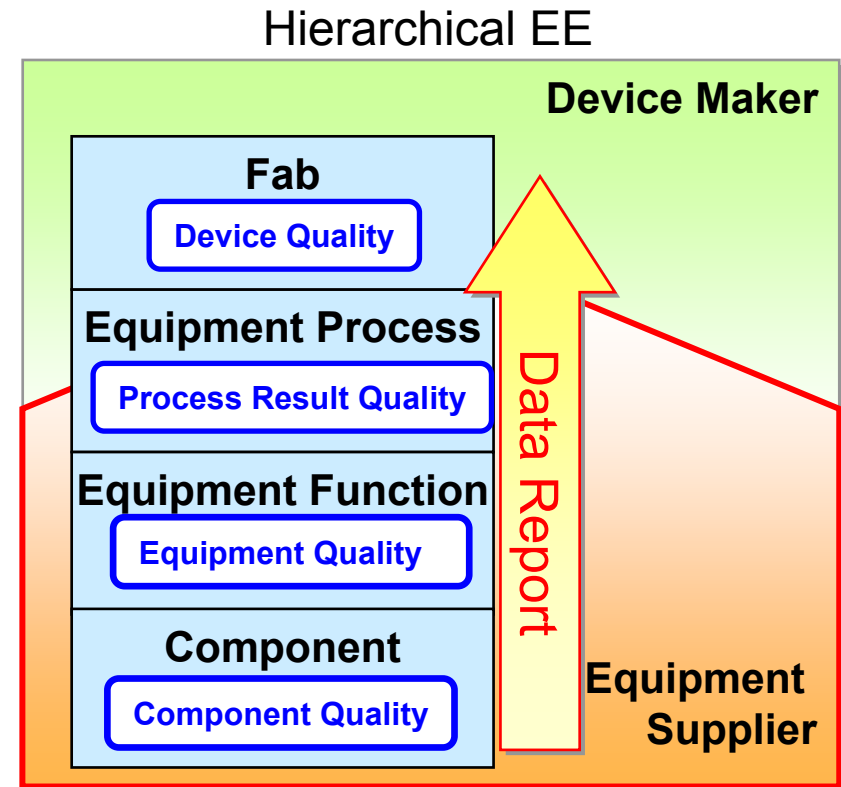 Hierarchical EE
Device Maker
Fab
Device Quality
Equipment Process
Process Result Quality
Equipment Function
Equipment Quality
Component
Component Quality
Data Report
Equipment
Supplier